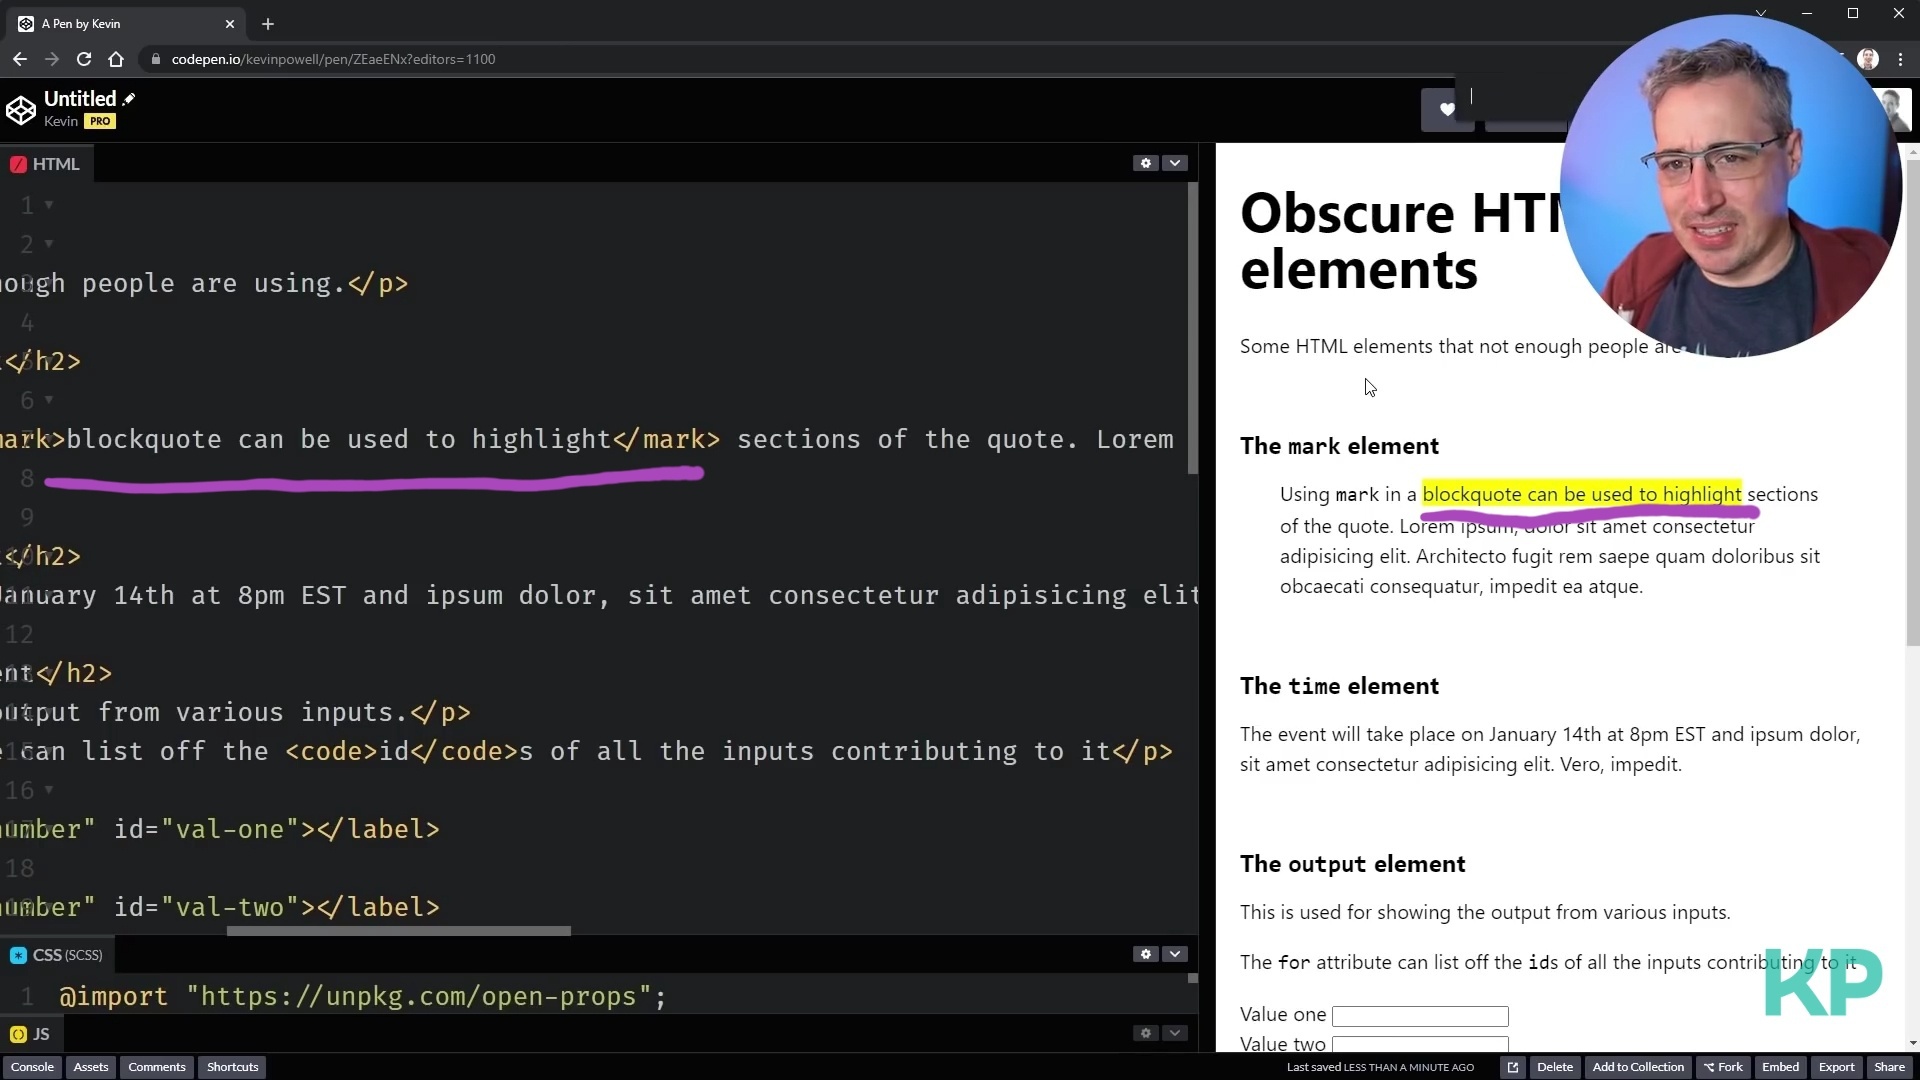 A Pen by Kevin
codepen.io/kevinpowell/pen/ZEaeENx?editors=1100
Untitled
Kevin PRO
HTML
1
2
ough people are using.</p>
4
</h2>
6
mark>blockquote can be used to highlight</mark> sections of the quote. Lorem
8
9
</h2>
January 14th at 8pm EST and ipsum dolor, sit amet consectetur adipisicing elit
12
ent</h2>
output from various inputs.</p>
can list off the <code>id</code>s of all the inputs contributing to it</p>
16
number" id="val-one"></label>
18
number" id="val-two"></label>
CSS (SCSS)
1 @import "https://unpkg.com/open-props";
JS
Obscure HTM
elements
Some HTML elements that not enough people are
The mark element
Using mark in a blockquote can be used to highlight sections
of the quote. Lorem ipsum, dolor sit amet consectetur
adipisicing elit. Architecto fugit rem saepe quam doloribus sit
obcaecati consequatur, impedit ea atque.
The time element
The event will take place on January 14th at 8pm EST and ipsum dolor,
sit amet consectetur adipisicing elit. Vero, impedit.
The output element
This is used for showing the output from various inputs.
The for attribute can list off the ids of all the inputs contributing to it
Value one
Value two
KP
Console Assets Comments Shortcuts
Last saved LESS THAN A MINUTE AGO Delete Add to Collection Fork Embed Export Share